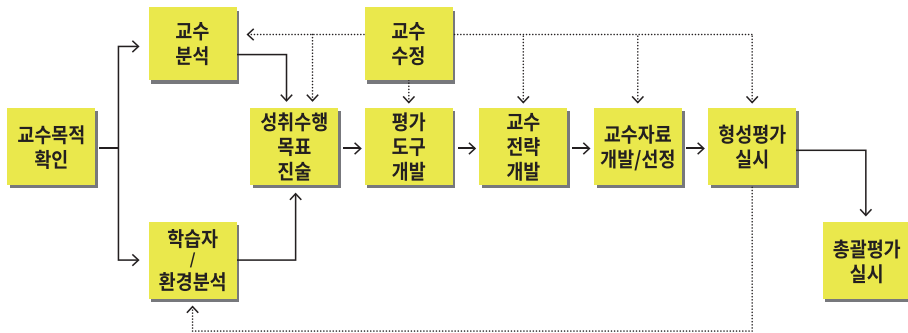 교수
분석
교수
수정
교수목적
확인
성취수행
목표
진술
평가
도구
개발
교수
전략
개발
교수자료
개발/선정
형성평가
실시
학습자
/
환경분석
총괄평가
실시